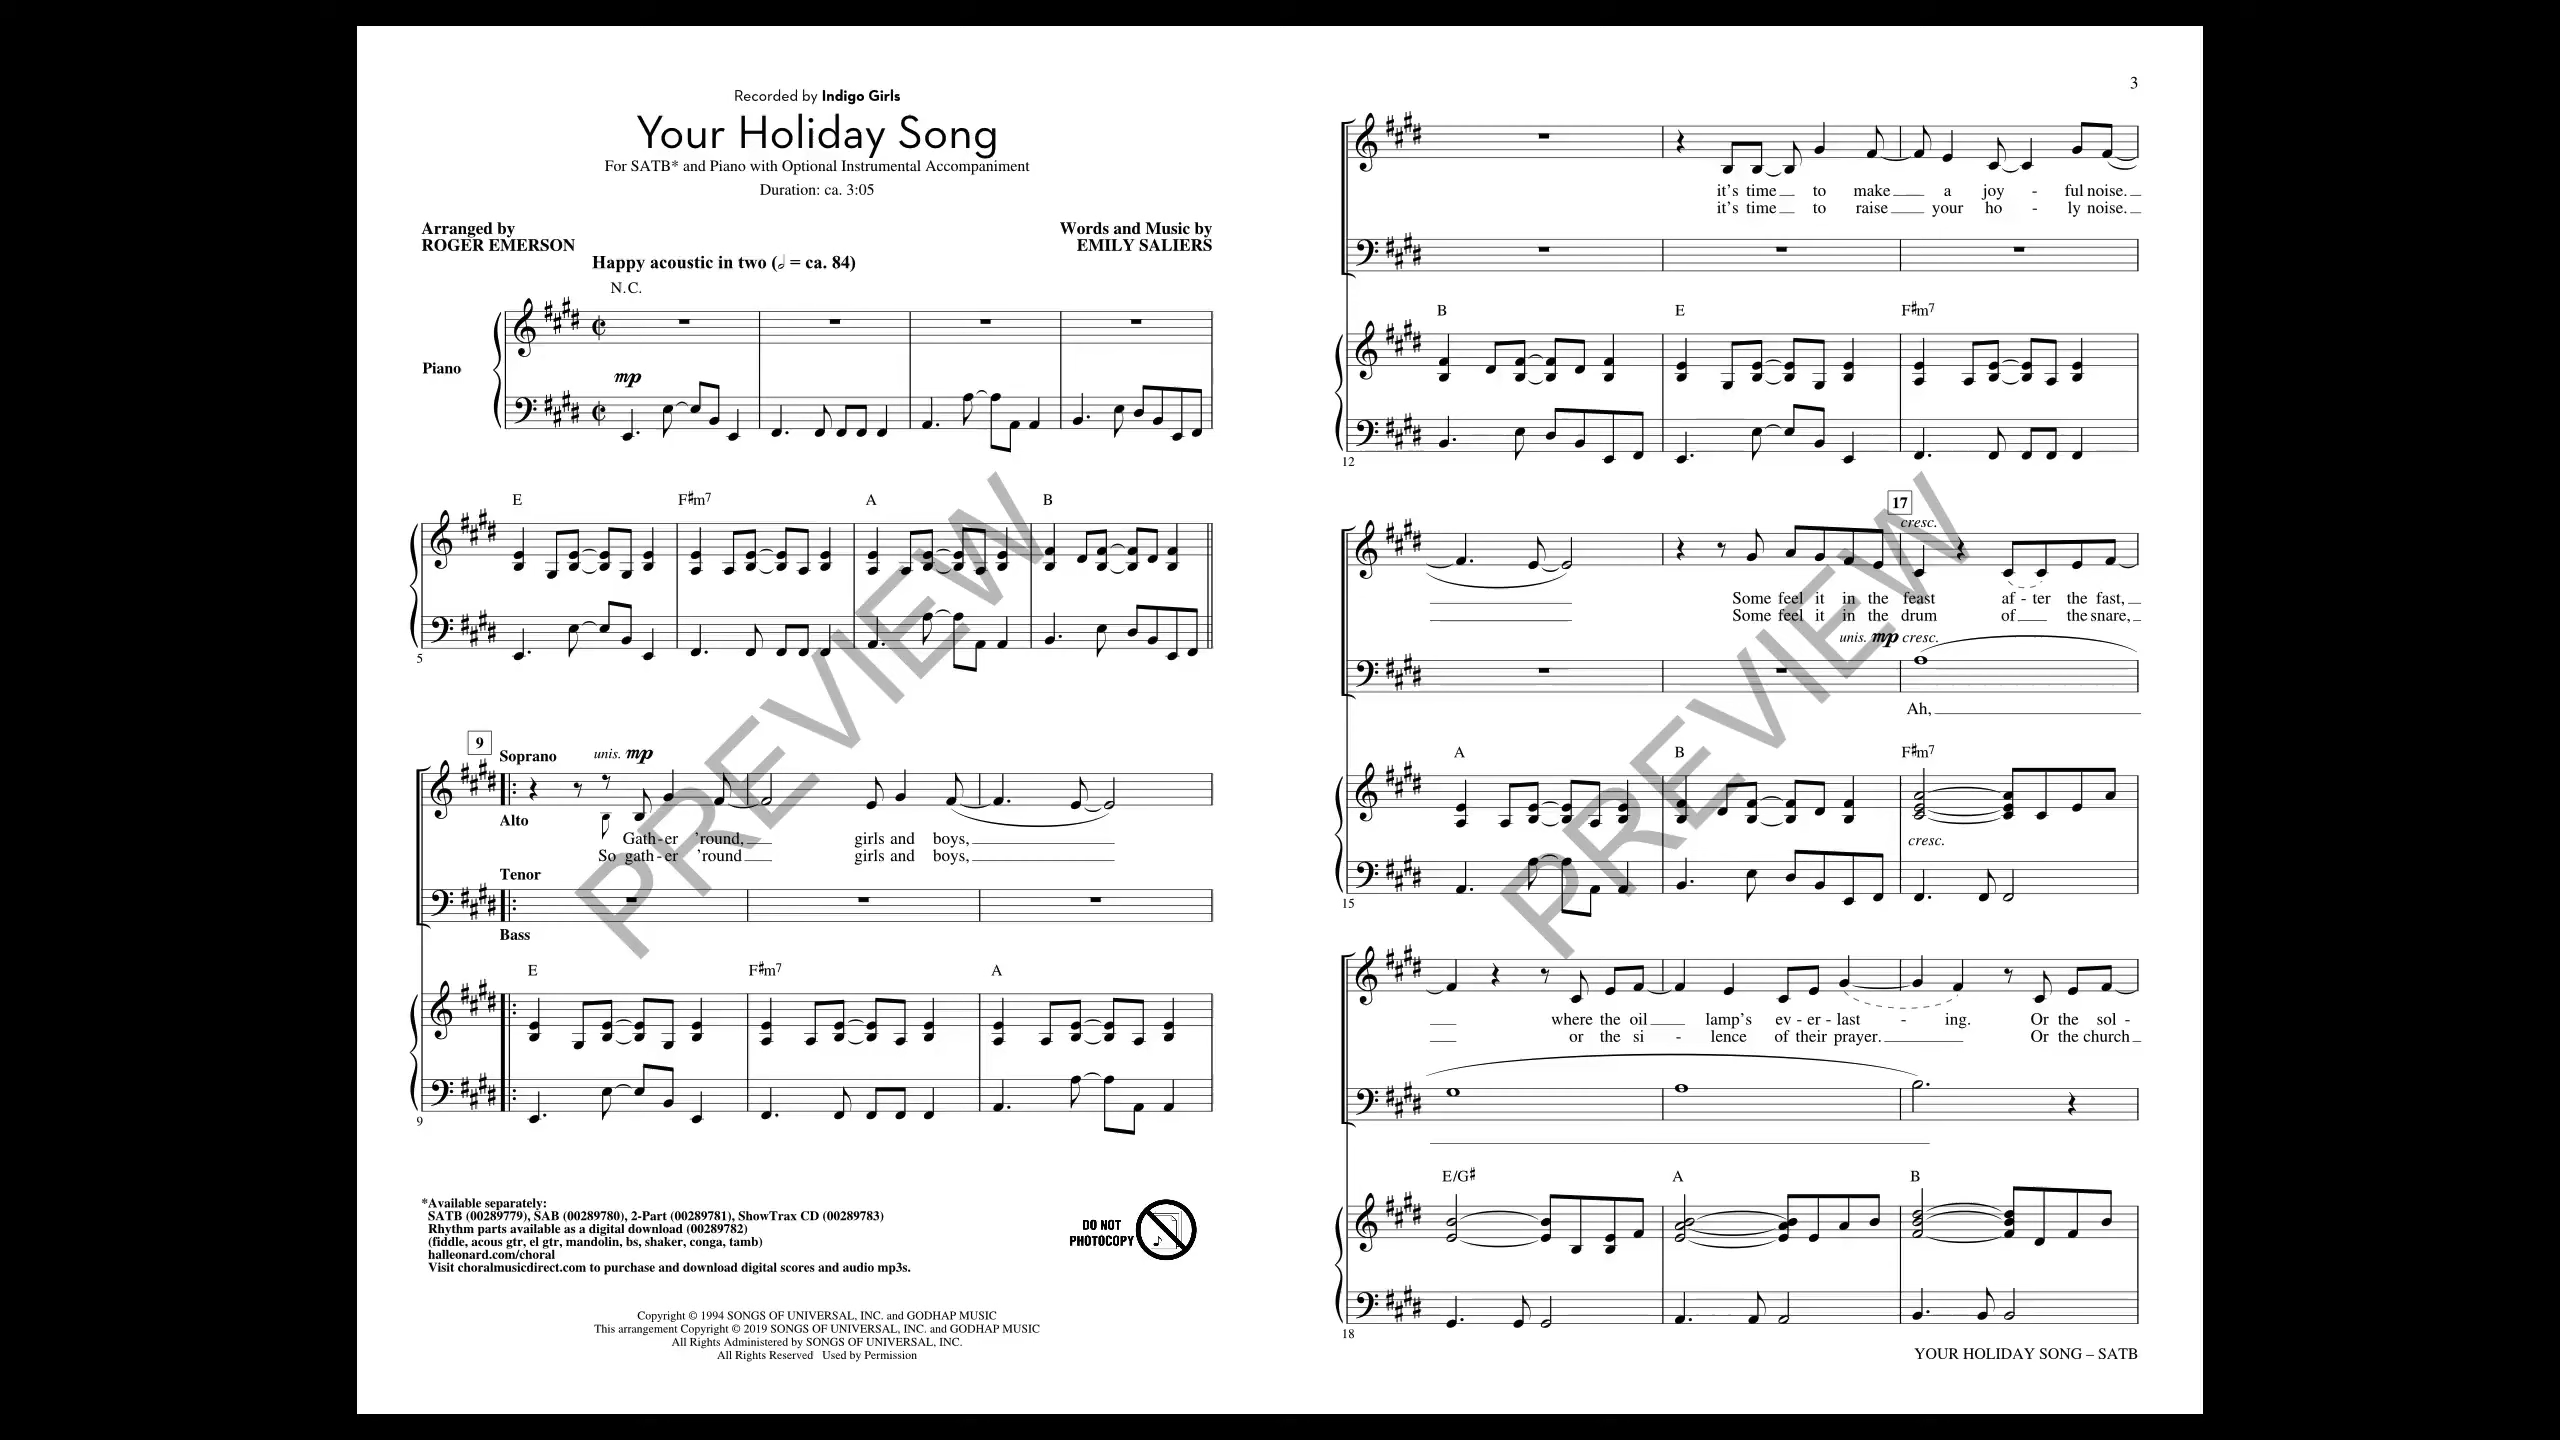 Recorded by Indigo Girls
Your Holiday Song
For SATB* and Piano with Optional Instrumental Accompaniment
Duration: ca. 3:05
Arranged by
ROGER EMERSON
Words and Music by
EMILY SALIERS
Happy acoustic in two (𝅗𝅥 = ca. 84)
N.C.
Piano
mp
E F♯m7 A B
5
9
Soprano unis. mp
Alto
Gath - er 'round, girls and boys,
So gath - er 'round girls and boys,
Tenor
Bass
E F♯m7 A
9
*Available separately:
SATB (00289779), SAB (00289780), 2-Part (00289781), ShowTrax CD (00289783)
Rhythm parts available as a digital download (00289782)
(fiddle, acous gtr, el gtr, mandolin, bs, shaker, conga, tamb)
halleonard.com/choral
Visit choralmusicdirect.com to purchase and download digital scores and audio mp3s.
DO NOT
PHOTOCOPY
Copyright © 1994 SONGS OF UNIVERSAL, INC. and GODHAP MUSIC
This arrangement Copyright © 2019 SONGS OF UNIVERSAL, INC. and GODHAP MUSIC
All Rights Administered by SONGS OF UNIVERSAL, INC.
All Rights Reserved Used by Permission
PREVIEW
3
it's time to make a joy - ful noise.
it's time to raise your ho - ly noise.
B E F♯m7
12
17
cresc.
Some feel it in the feast af - ter the fast,
Some feel it in the drum of the snare,
unis. mp cresc.
Ah,
A B F♯m7
cresc.
15
where the oil lamp's ev - er - last - ing. Or the sol -
or the si - lence of their prayer. Or the church
E/G♯ A B
18
YOUR HOLIDAY SONG – SATB
PREVIEW